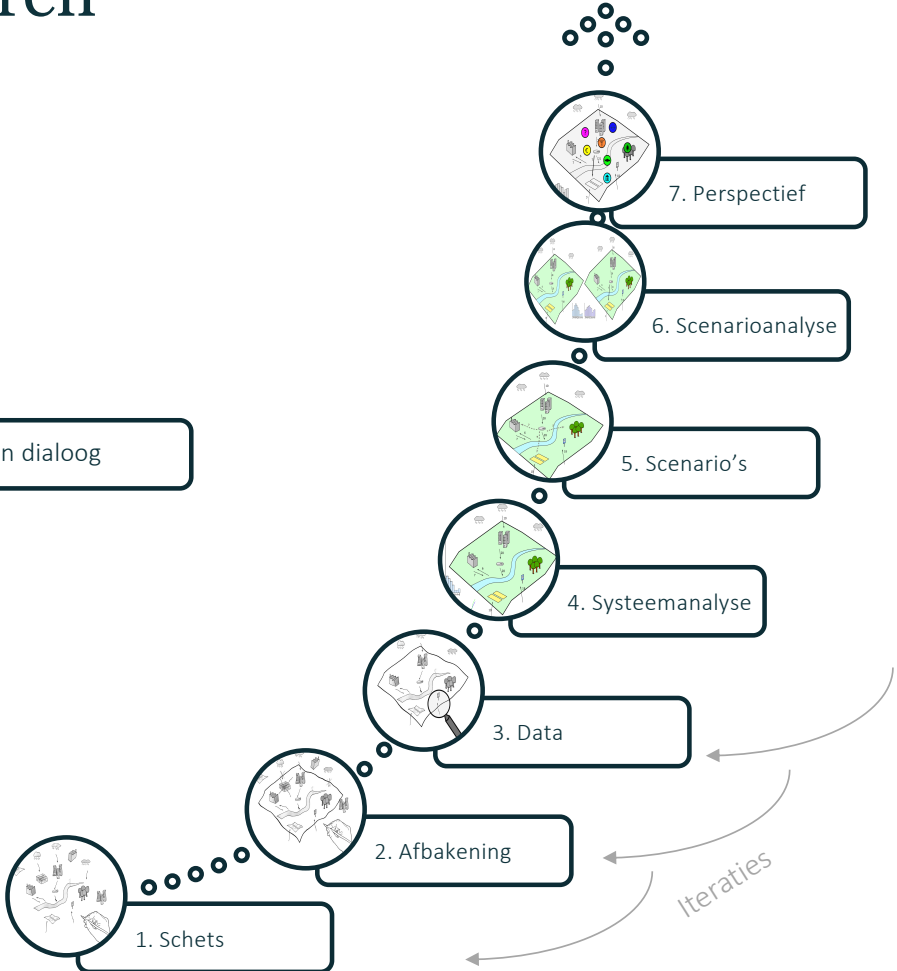 7. Perspectief
6. Scenarioanalyse
n dialoog
5. Scenario's
4. Systeemanalyse
3. Data
2. Afbakening
Iteraties
1. Schets